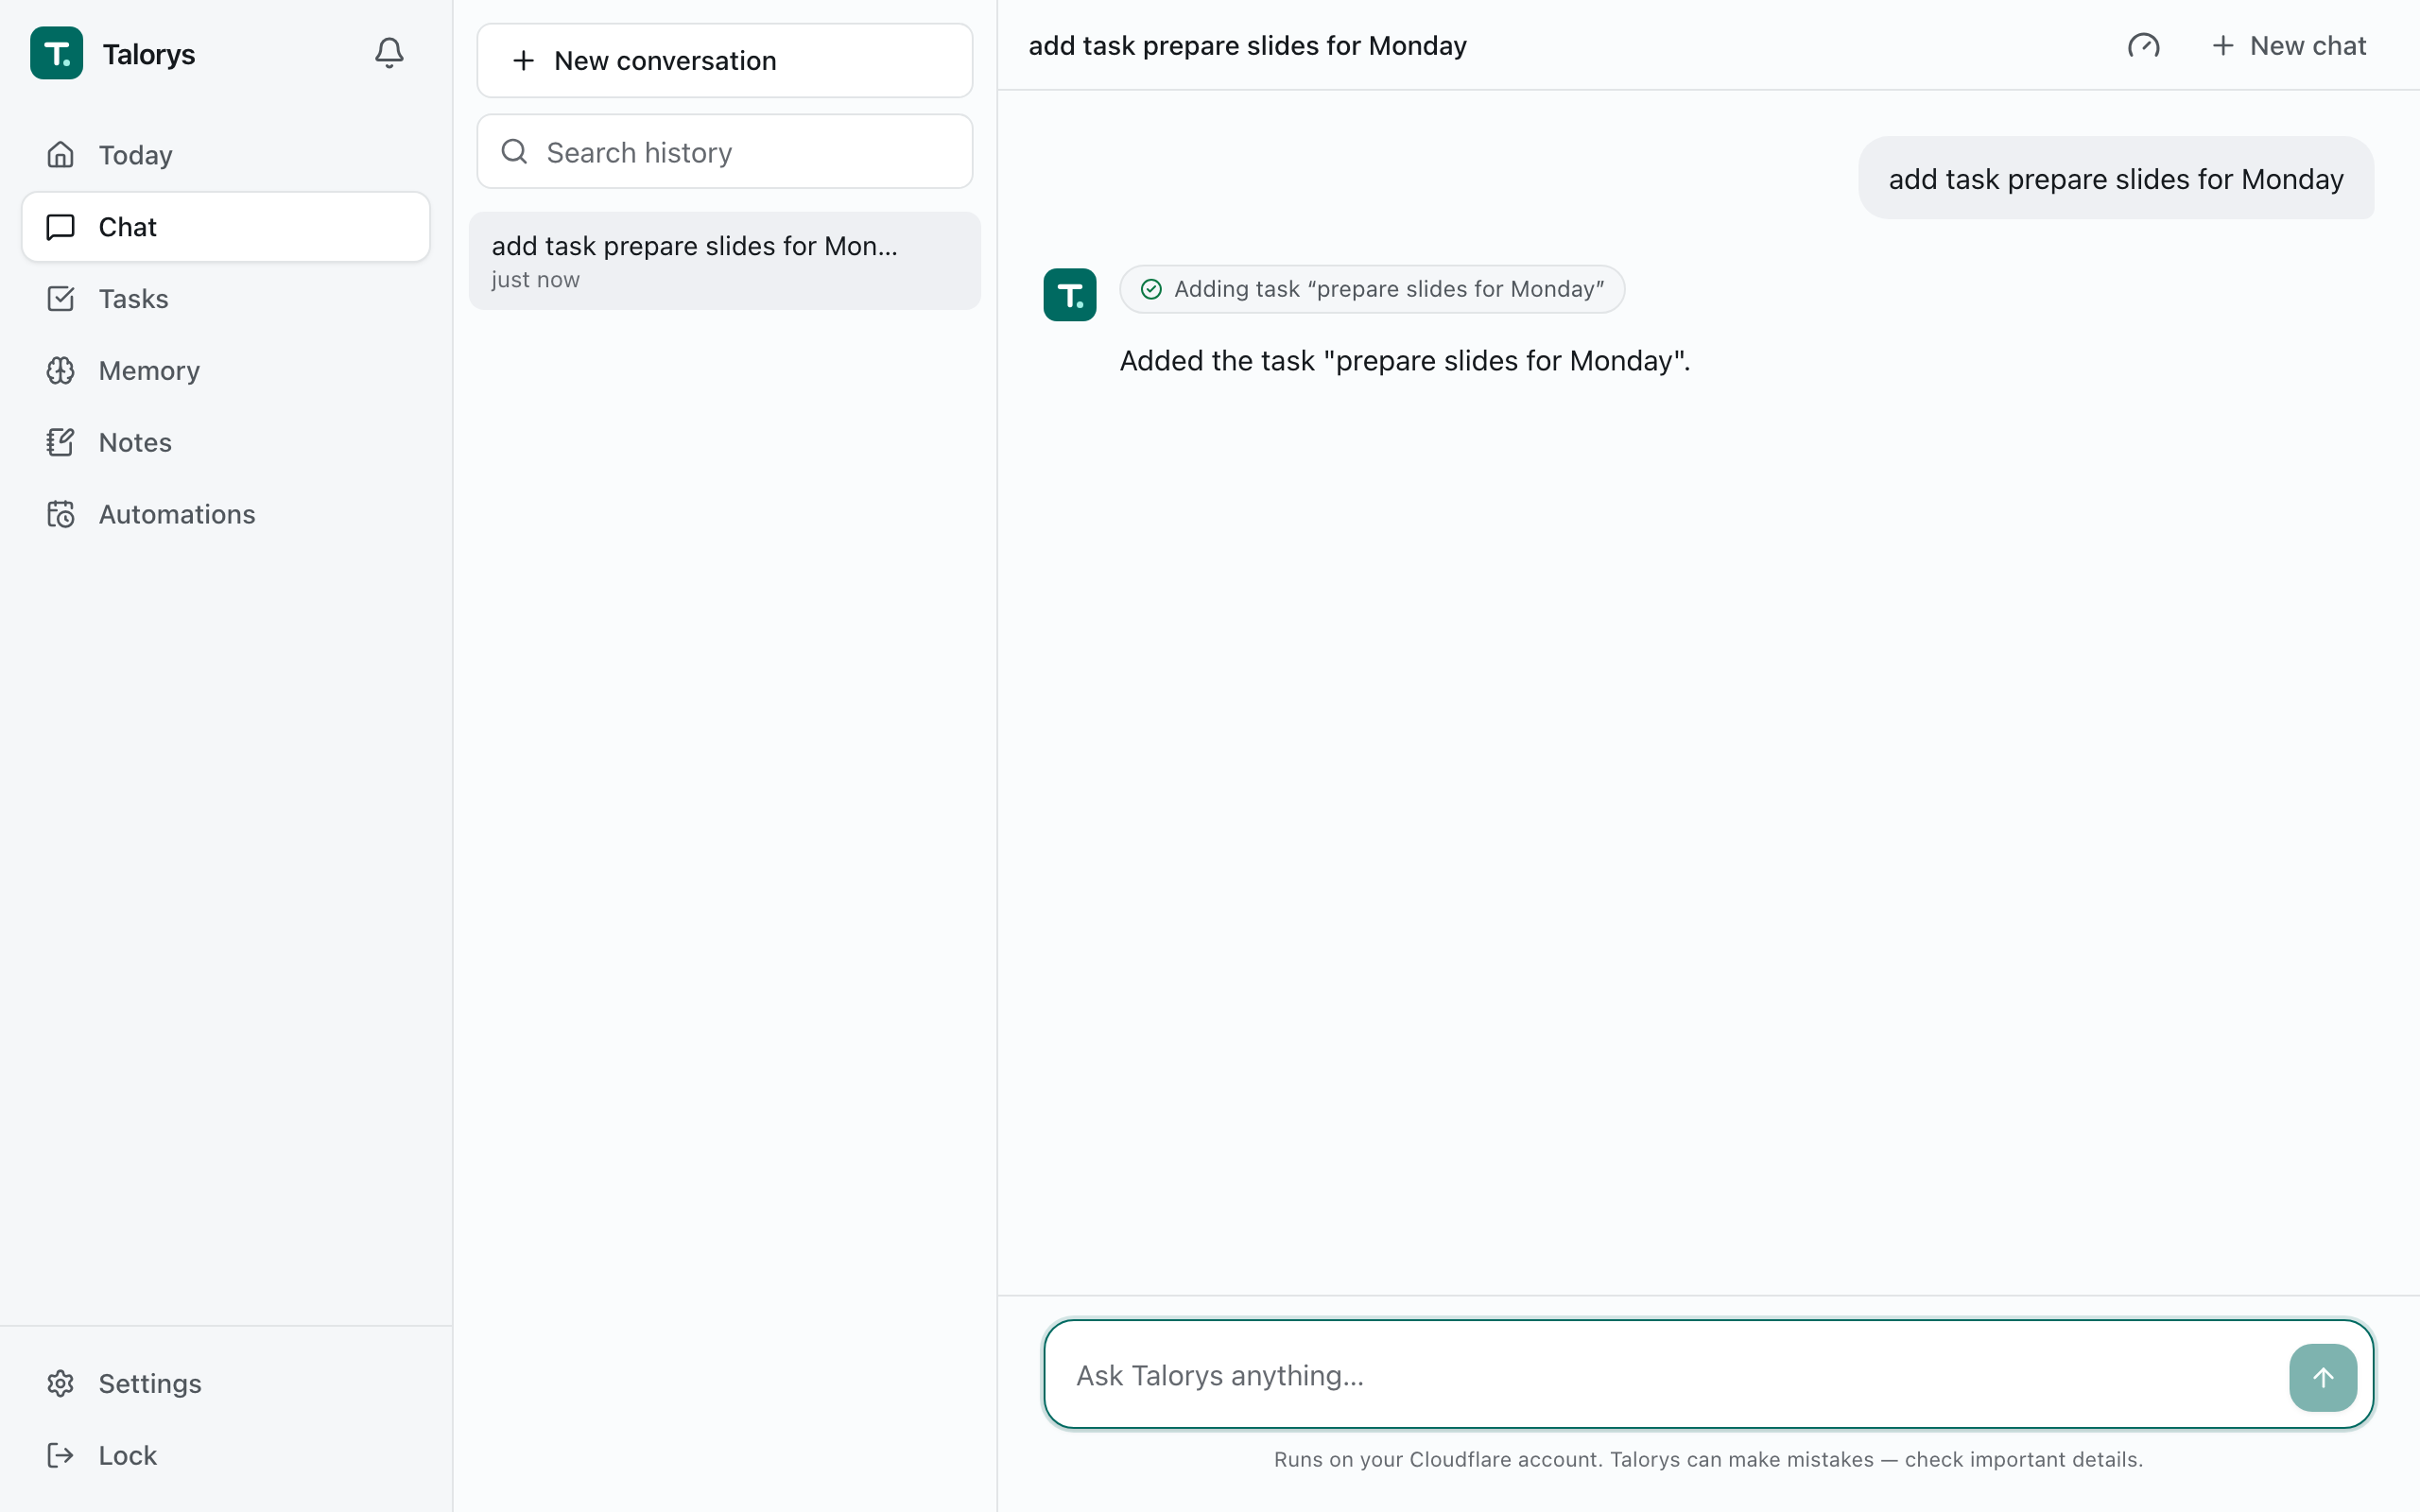 T.
Talorys
Today
Chat
Tasks
Memory
Notes
Automations
Settings
Lock
New conversation
Search history
add task prepare slides for Mon...
just now
add task prepare slides for Monday
New chat
add task prepare slides for Monday
T.
Adding task “prepare slides for Monday”
Added the task "prepare slides for Monday".
Ask Talorys anything...
Runs on your Cloudflare account. Talorys can make mistakes — check important details.